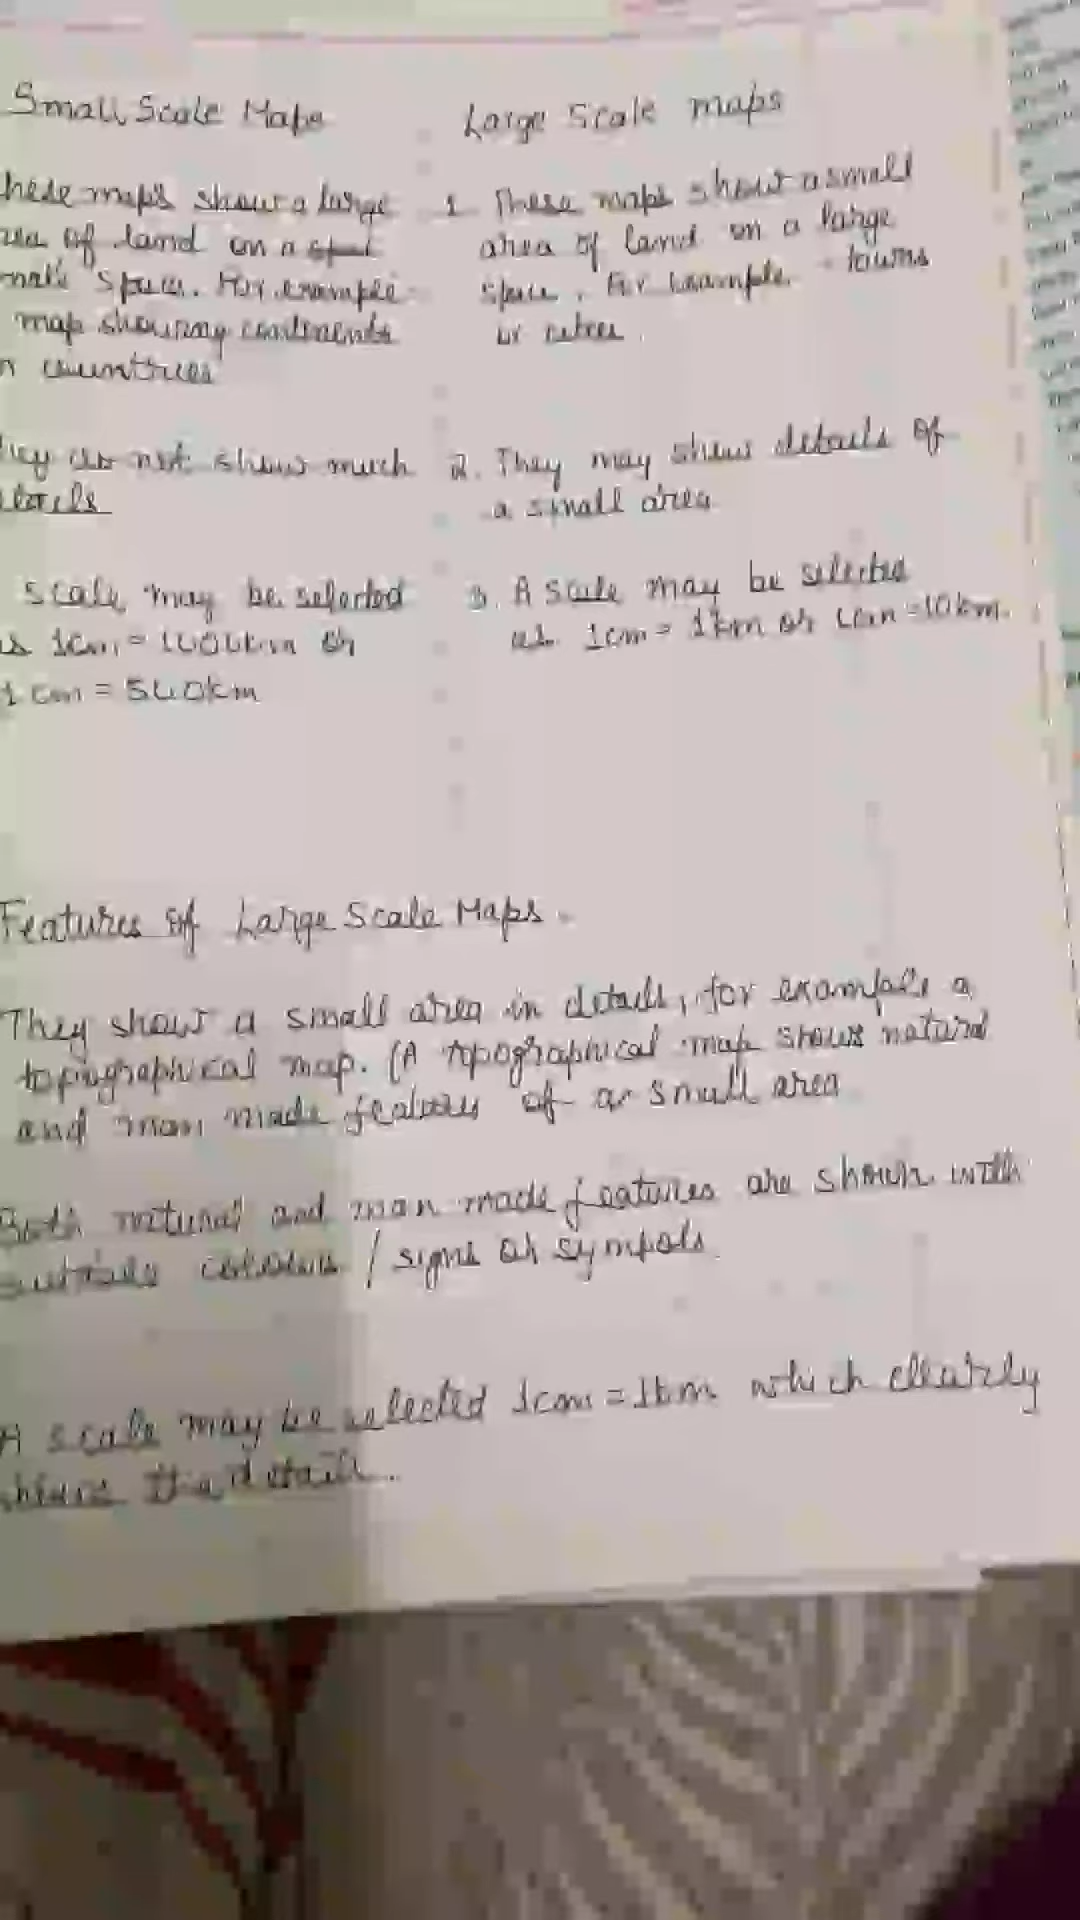 Small Scale Maps
hese maps show a large
rea of land on a
mall space. For example -
map showing continents
or countries
hey do not show much
etails
scale may be selected
as 1cm = 1000km or
1 cm = 500km
Large Scale maps
1. These maps show a small
area of land on a large
space. For example - towns
or cities.
2. They may show details of
a small area
3. A scale may be selected
as 1cm = 1km or 1cm = 10km.
Features of Large Scale Maps -
They show a small area in details, for example a
topographical map. (A topographical map shows natural
and man made features of a small area
Both natural and man made features are shown with
suitable colours / signs or symbols.
A scale may be selected 1cm = 1km which clearly
shows the details.